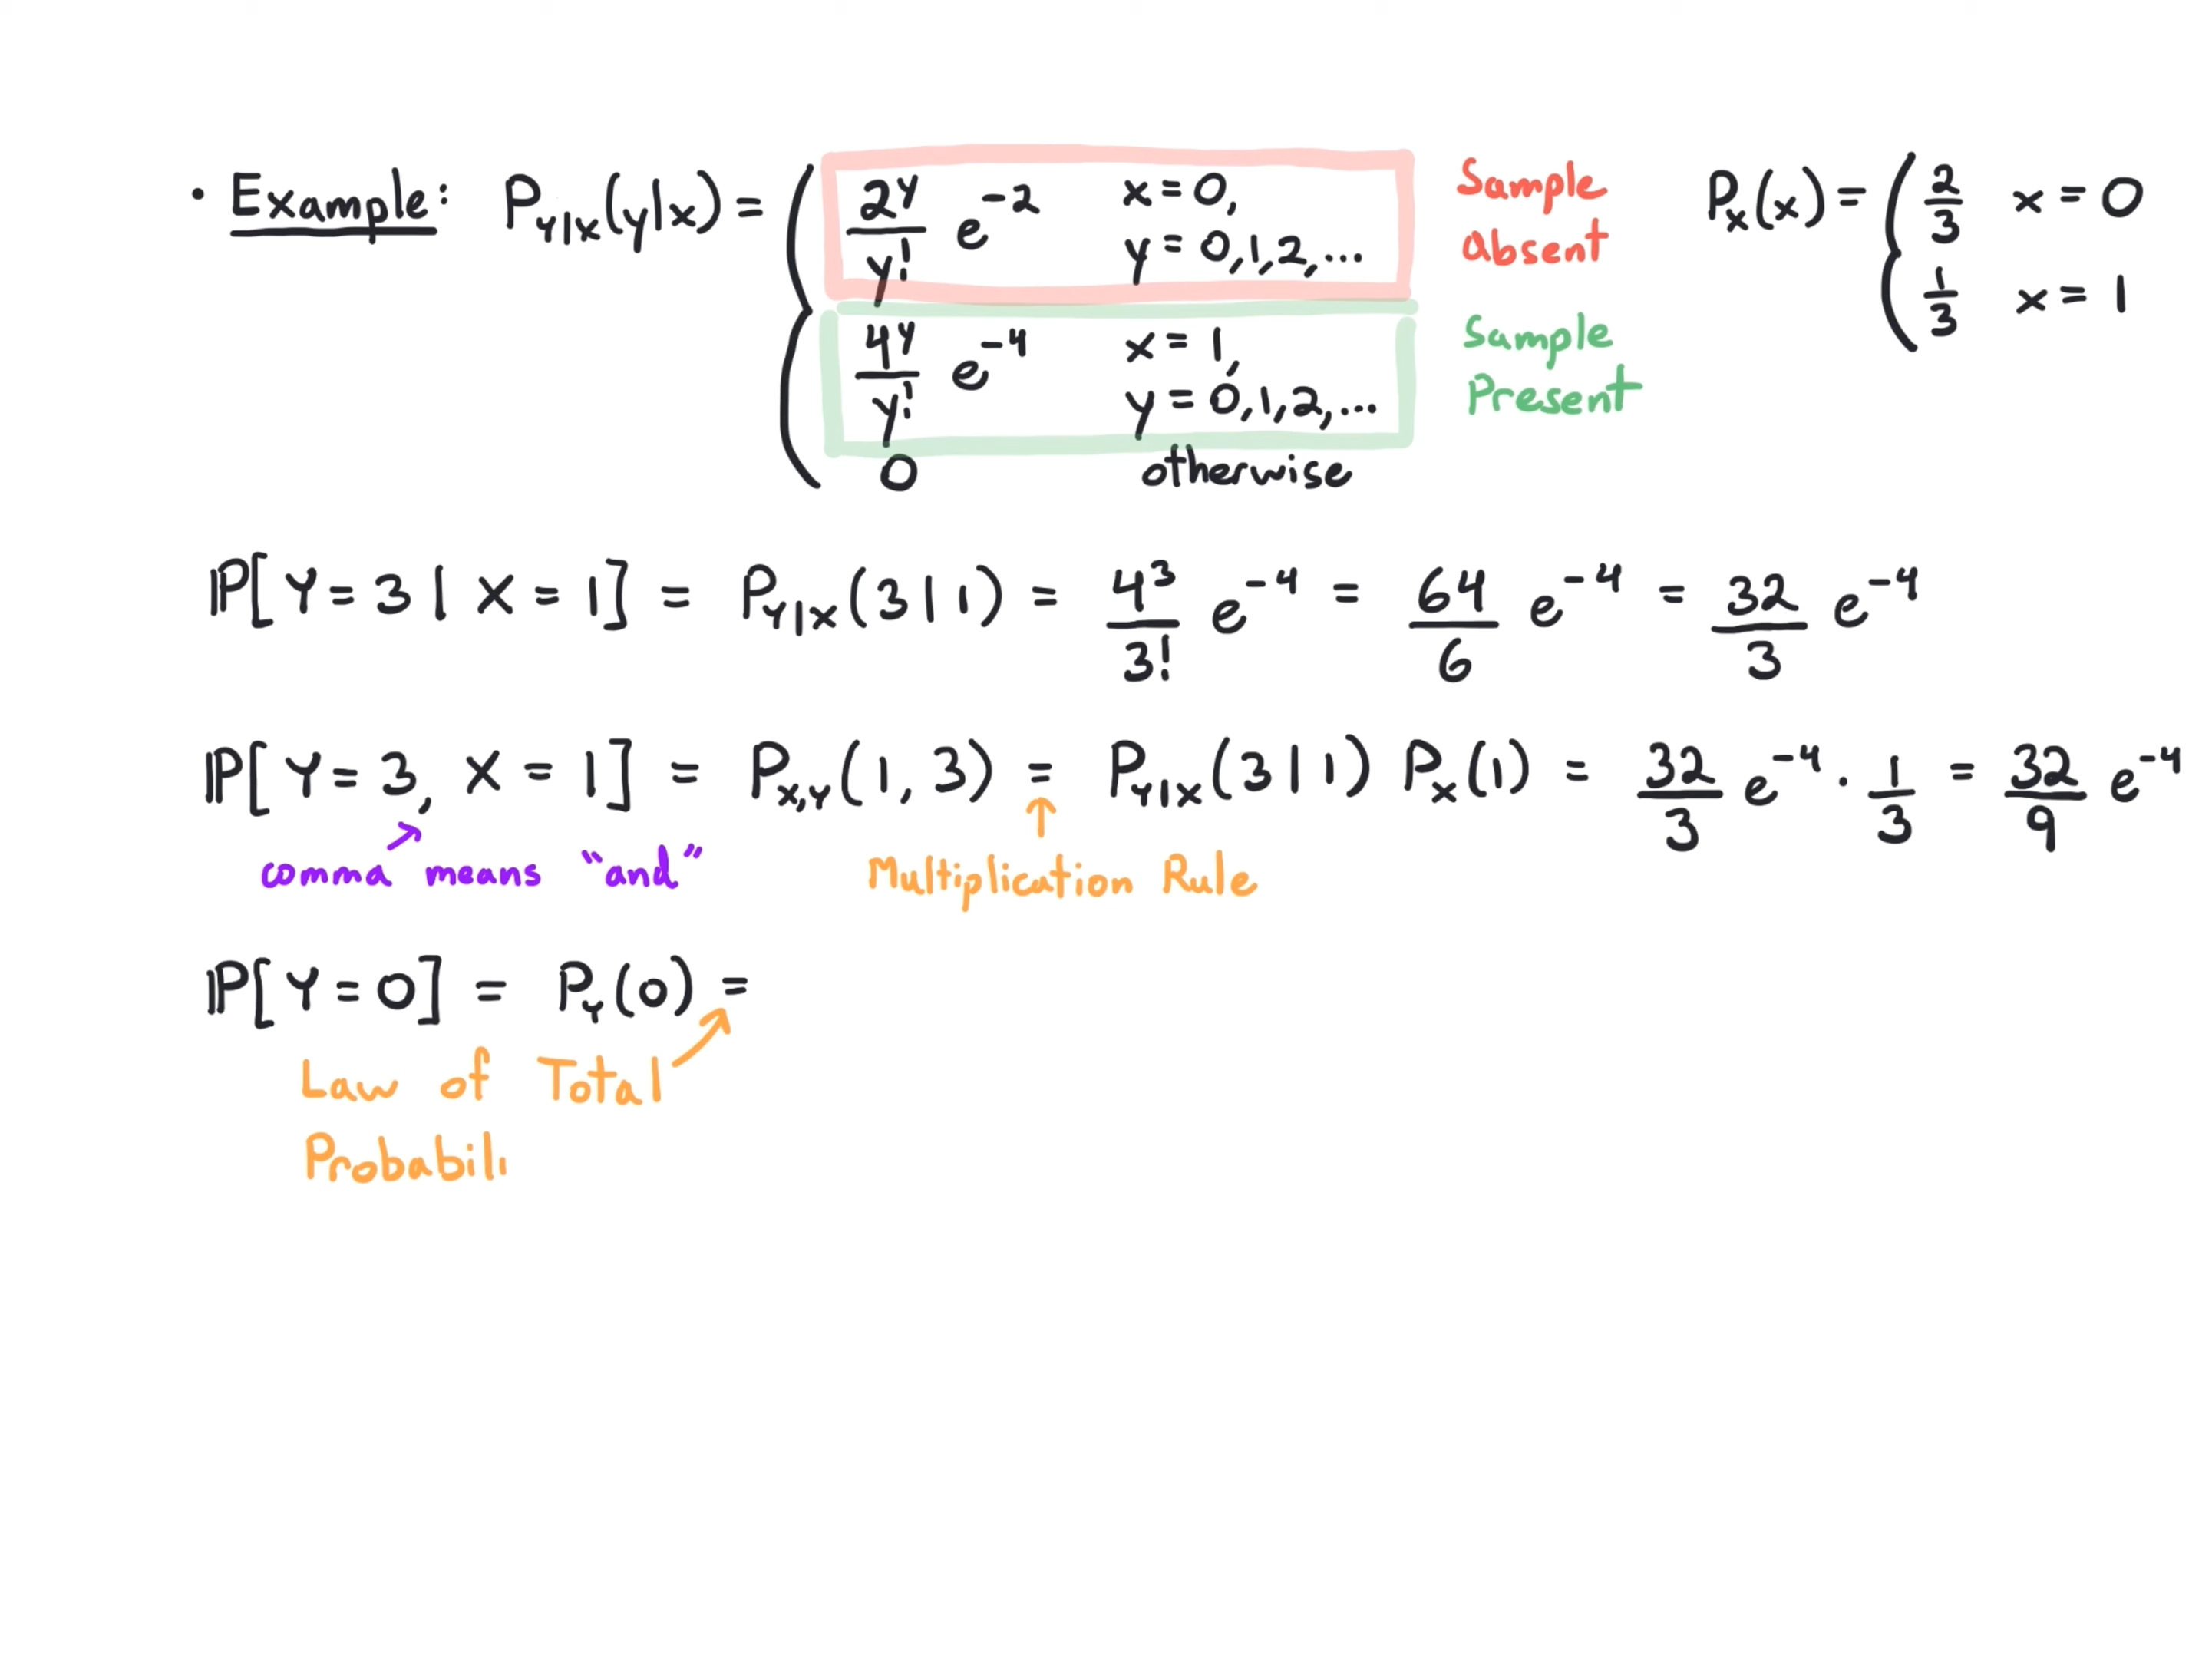 • Example: P_{Y|X}(y|x) = { 2^y/y! e^{-2} x = 0, y = 0,1,2,... Sample Absent P_X(x) = { 2/3 x = 0
4^y/y! e^{-4} x = 1, y = 0,1,2,... Sample Present 1/3 x = 1
0 otherwise
ℙ[Y = 3 | X = 1] = P_{Y|X}(3|1) = 4^3/3! e^{-4} = 64/6 e^{-4} = 32/3 e^{-4}
ℙ[Y = 3, X = 1] = P_{X,Y}(1, 3) = P_{Y|X}(3|1) P_X(1) = 32/3 e^{-4} · 1/3 = 32/9 e^{-4}
comma means "and" Multiplication Rule
ℙ[Y = 0] = P_Y(0) =
Law of Total
Probabili